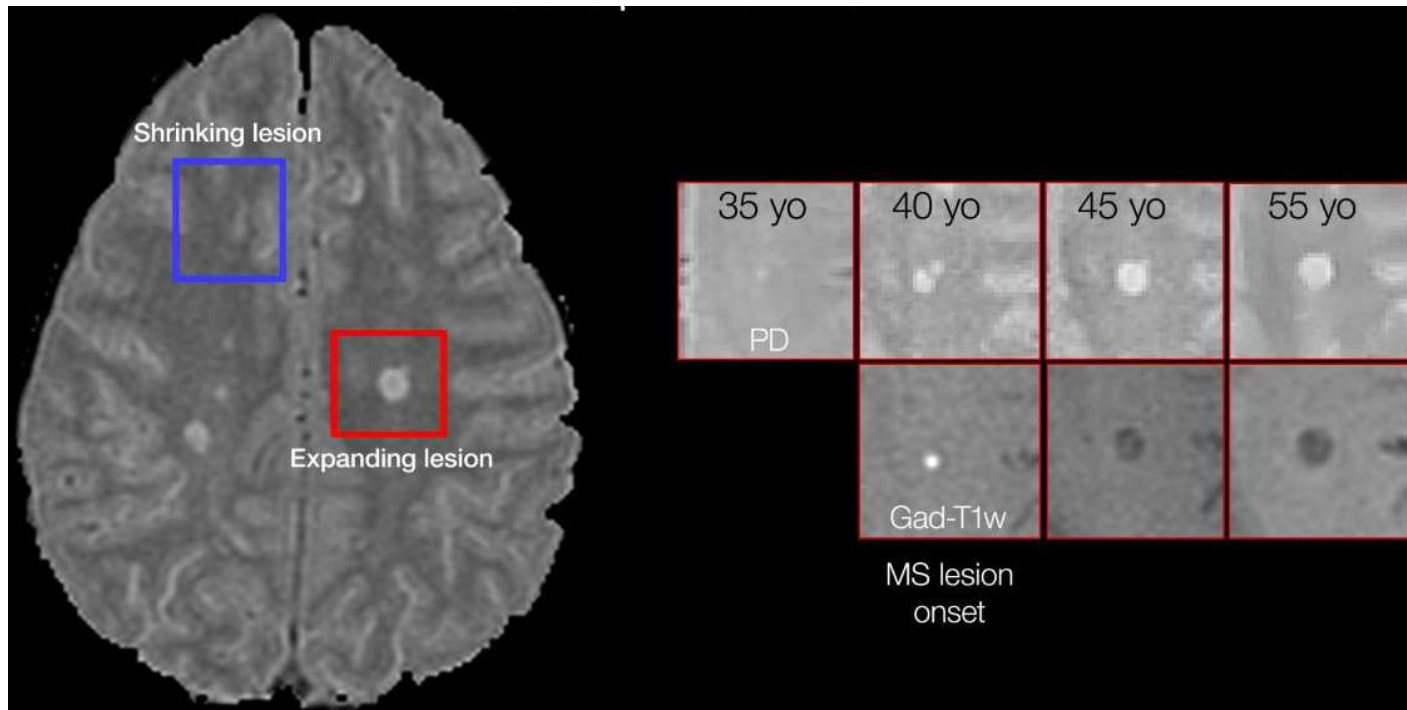 Shrinking lesion
Expanding lesion
35 yo
40 yo
45 yo
55 yo
PD
Gad-T1w
MS lesion
onset